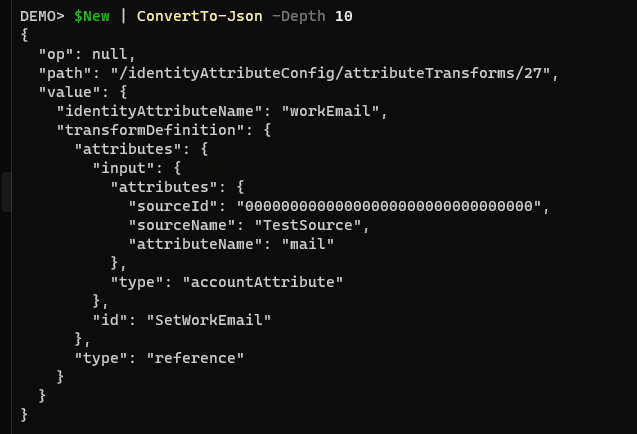 DEMO> $New | ConvertTo-Json -Depth 10
{
  "op": null,
  "path": "/identityAttributeConfig/attributeTransforms/27",
  "value": {
    "identityAttributeName": "workEmail",
    "transformDefinition": {
      "attributes": {
        "input": {
          "attributes": {
            "sourceId": "00000000000000000000000000000000",
            "sourceName": "TestSource",
            "attributeName": "mail"
          },
          "type": "accountAttribute"
        },
        "id": "SetWorkEmail"
      },
      "type": "reference"
    }
  }
}